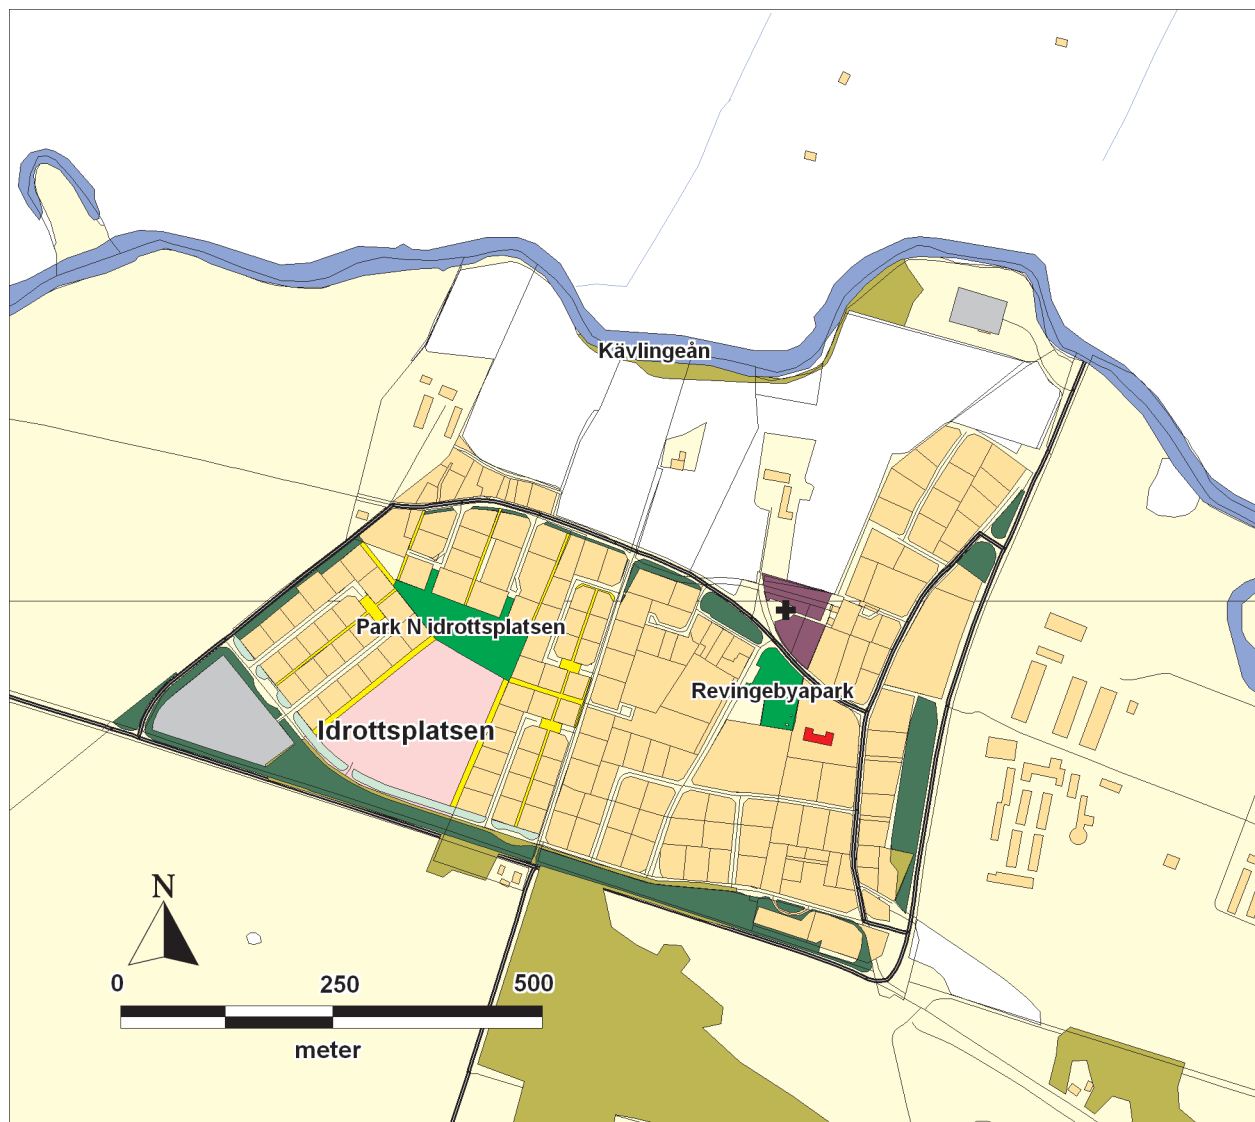 Kävlingeån
Park N idrottsplatsen
Revingebyapark
Idrottsplatsen
N
0 250 500
meter